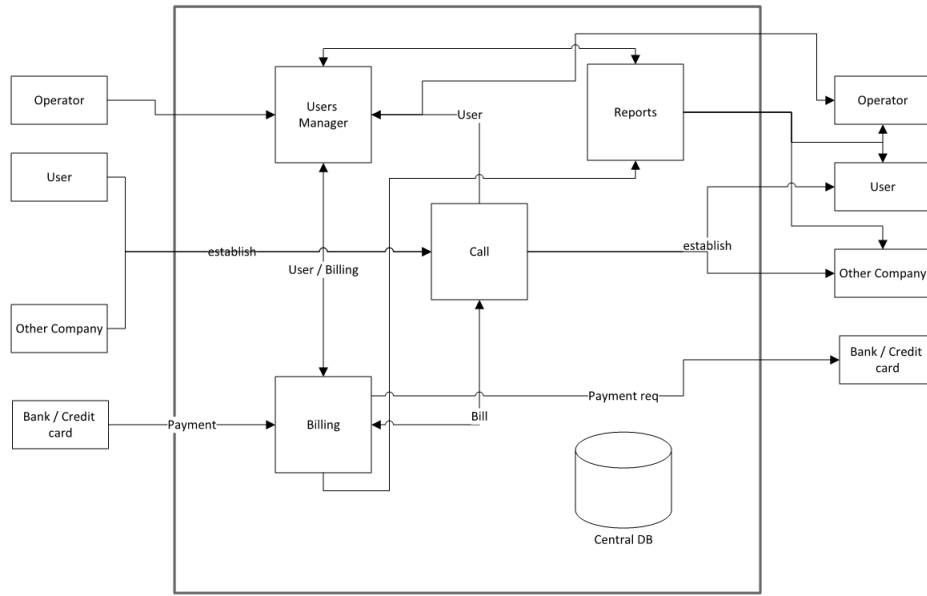 Operator
User
Other Company
Bank / Credit
card
Users
Manager
Reports
User
establish
Call
establish
User / Billing
Payment
Billing
Bill
Payment req
Central DB
Operator
User
Other Company
Bank / Credit
card